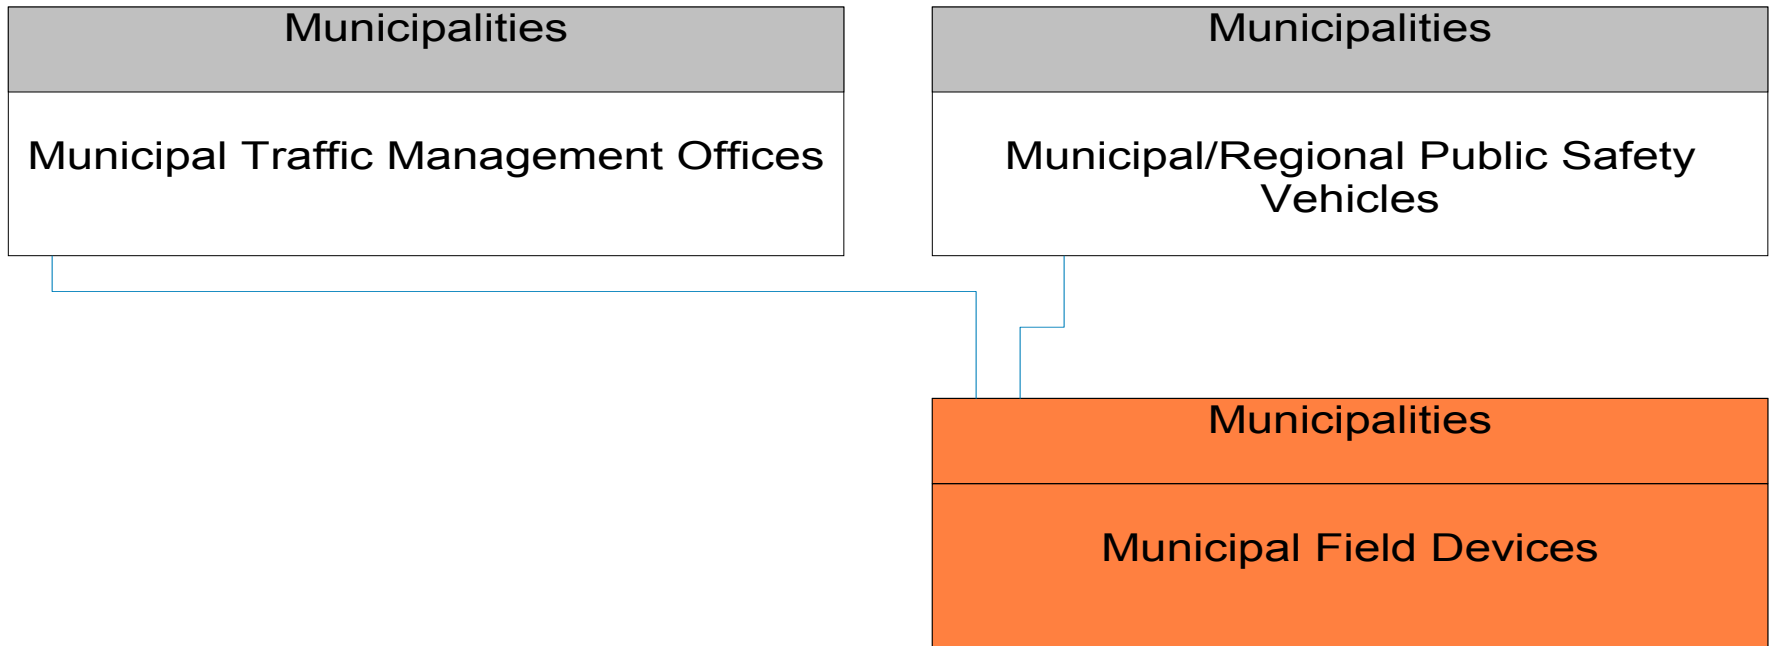 Municipalities
Municipal Traffic Management Offices
Municipalities
Municipal/Regional Public Safety
Vehicles
Municipalities
Municipal Field Devices